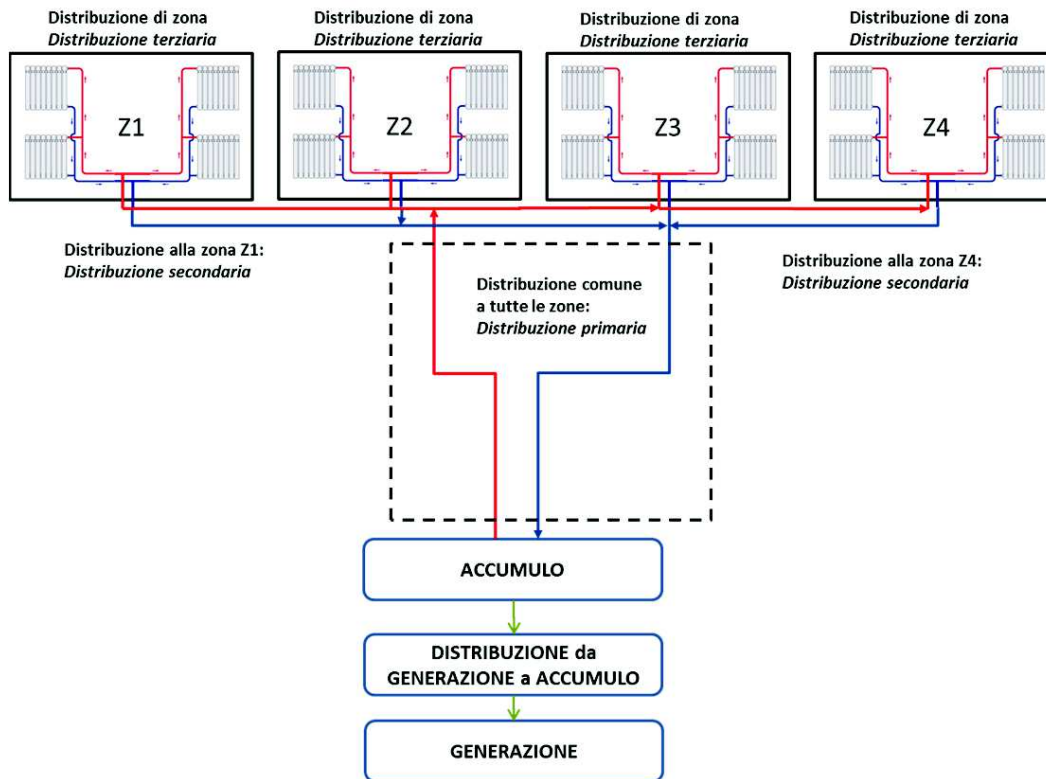 Distribuzione di zona
Distribuzione terziaria
Distribuzione di zona
Distribuzione terziaria
Distribuzione di zona
Distribuzione terziaria
Distribuzione di zona
Distribuzione terziaria
Z1
Z2
Z3
Z4
Distribuzione alla zona Z1:
Distribuzione secondaria
Distribuzione alla zona Z4:
Distribuzione secondaria
Distribuzione comune
a tutte le zone:
Distribuzione primaria
ACCUMULO
DISTRIBUZIONE da
GENERAZIONE a ACCUMULO
GENERAZIONE